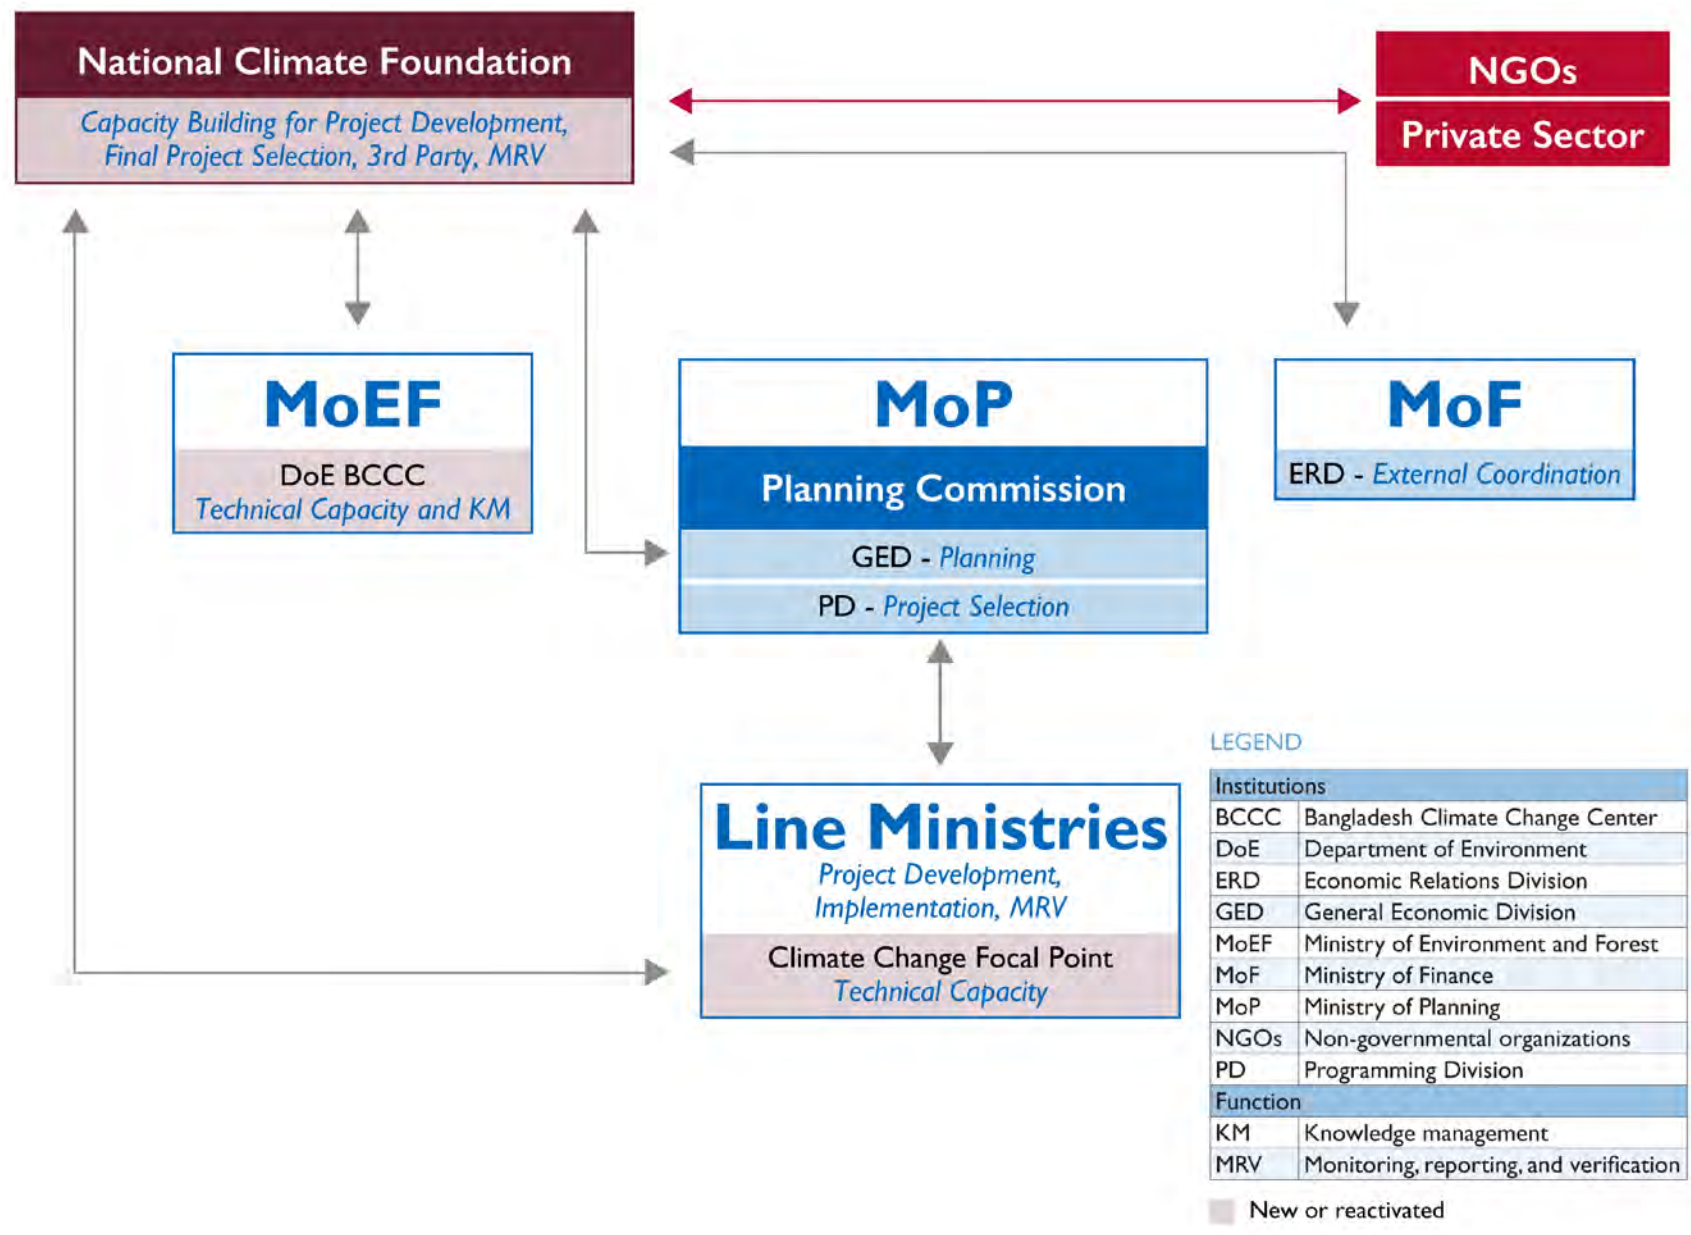 National Climate Foundation
Capacity Building for Project Development,
Final Project Selection, 3rd Party, MRV
NGOs
Private Sector
MoEF
DoE BCCC
Technical Capacity and KM
MoP
Planning Commission
GED - Planning
PD - Project Selection
MoF
ERD - External Coordination
Line Ministries
Project Development,
Implementation, MRV
Climate Change Focal Point
Technical Capacity
LEGEND
Institutions
BCCC Bangladesh Climate Change Center
DoE Department of Environment
ERD Economic Relations Division
GED General Economic Division
MoEF Ministry of Environment and Forest
MoF Ministry of Finance
MoP Ministry of Planning
NGOs Non-governmental organizations
PD Programming Division
Function
KM Knowledge management
MRV Monitoring, reporting, and verification
New or reactivated